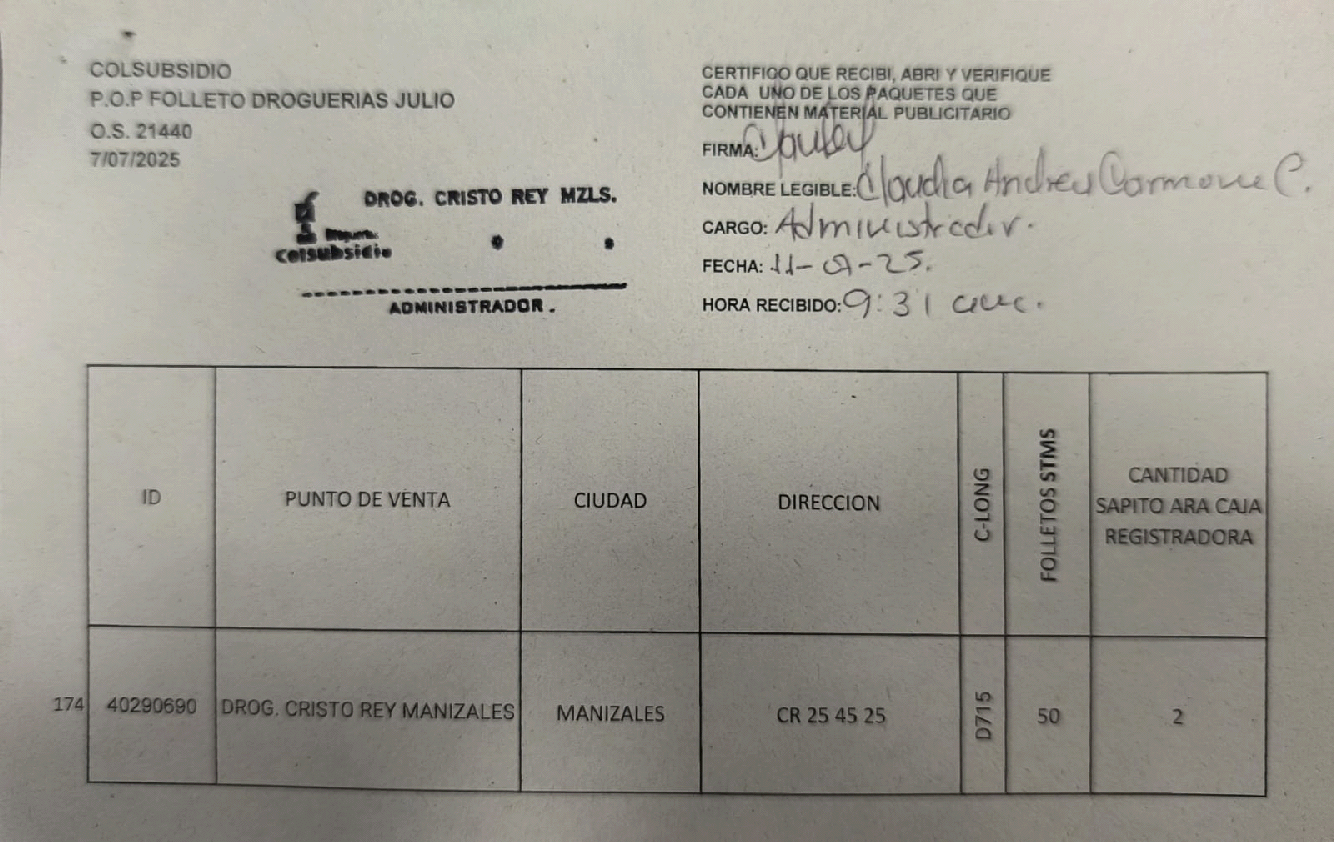 COLSUBSIDIO
P.O.P FOLLETO DROGUERIAS JULIO
O.S. 21440
7/07/2025
DROG. CRISTO REY MZLS.
Colsubsidio
ADMINISTRADOR.
CERTIFICO QUE RECIBI, ABRI Y VERIFIQUE
CADA UNO DE LOS PAQUETES QUE
CONTIENEN MATERIAL PUBLICITARIO
FIRMA:
NOMBRE LEGIBLE: Claudia Andrea Carmona C.
CARGO: Administrador.
FECHA: 11-07-25.
HORA RECIBIDO: 9:31 am.
ID PUNTO DE VENTA CIUDAD DIRECCION C-LONG FOLLETOS STMS CANTIDAD
SAPITO ARA CAJA
REGISTRADORA
174 40290690 DROG. CRISTO REY MANIZALES MANIZALES CR 25 45 25 D715 50 2